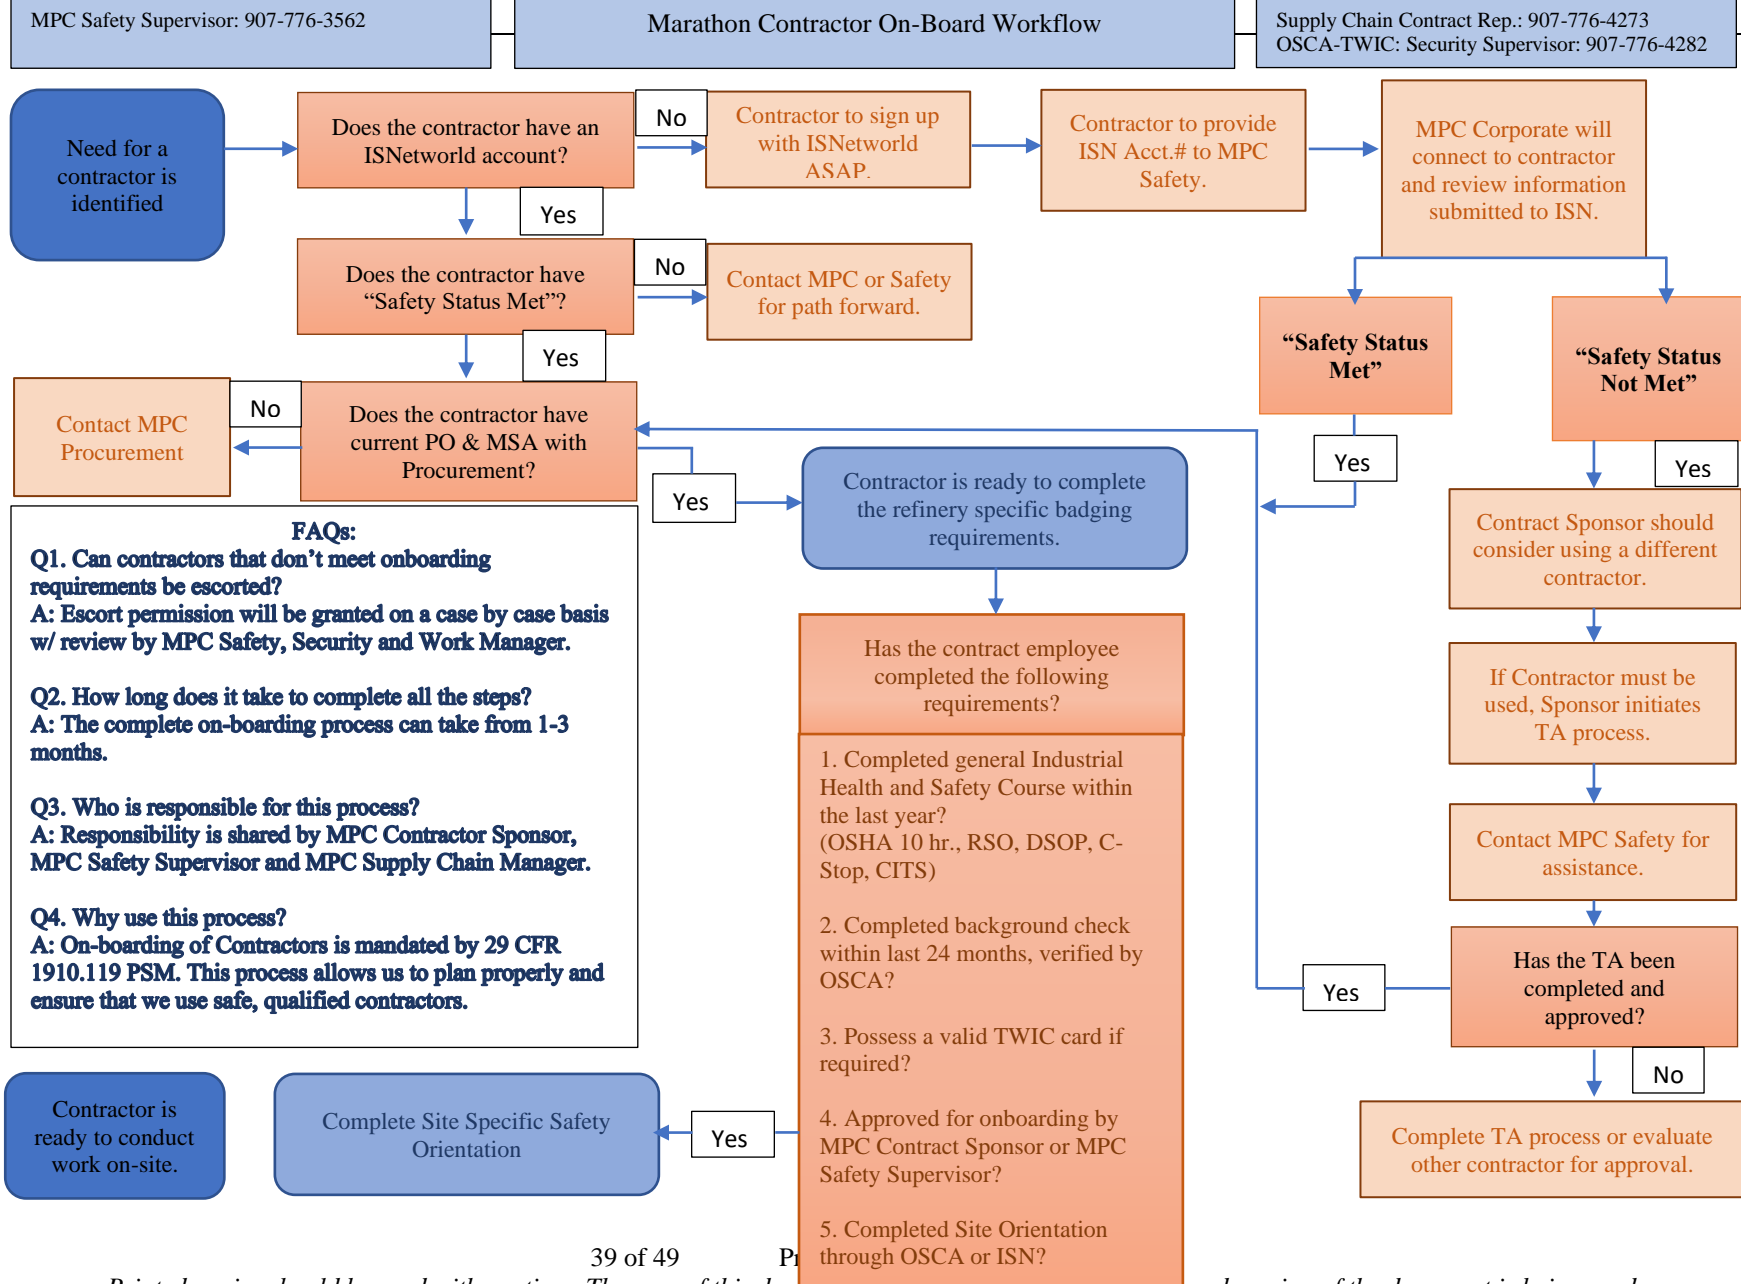 MPC Safety Supervisor: 907-776-3562
Marathon Contractor On-Board Workflow
Supply Chain Contract Rep.: 907-776-4273
OSCA-TWIC: Security Supervisor: 907-776-4282
Need for a
contractor is
identified
Does the contractor have an
ISNetworld account?
No
Contractor to sign up
with ISNetworld
ASAP.
Contractor to provide
ISN Acct.# to MPC
Safety.
MPC Corporate will
connect to contractor
and review information
submitted to ISN.
Yes
Does the contractor have
“Safety Status Met”?
No
Contact MPC or Safety
for path forward.
“Safety Status
Met”
“Safety Status
Not Met”
Yes
Contact MPC
Procurement
No
Does the contractor have
current PO & MSA with
Procurement?
Yes
Contractor is ready to complete
the refinery specific badging
requirements.
Yes
Yes
Contract Sponsor should
consider using a different
contractor.
If Contractor must be
used, Sponsor initiates
TA process.
Contact MPC Safety for
assistance.
Has the TA been
completed and
approved?
Yes
No
Complete TA process or evaluate
other contractor for approval.
FAQs:
Q1. Can contractors that don’t meet onboarding
requirements be escorted?
A: Escort permission will be granted on a case by case basis
w/ review by MPC Safety, Security and Work Manager.
Q2. How long does it take to complete all the steps?
A: The complete on-boarding process can take from 1-3
months.
Q3. Who is responsible for this process?
A: Responsibility is shared by MPC Contractor Sponsor,
MPC Safety Supervisor and MPC Supply Chain Manager.
Q4. Why use this process?
A: On-boarding of Contractors is mandated by 29 CFR
1910.119 PSM. This process allows us to plan properly and
ensure that we use safe, qualified contractors.
Has the contract employee
completed the following
requirements?
1. Completed general Industrial
Health and Safety Course within
the last year?
(OSHA 10 hr., RSO, DSOP, C-
Stop, CITS)
2. Completed background check
within last 24 months, verified by
OSCA?
3. Possess a valid TWIC card if
required?
4. Approved for onboarding by
MPC Contract Sponsor or MPC
Safety Supervisor?
5. Completed Site Orientation
through OSCA or ISN?
Yes
Complete Site Specific Safety
Orientation
Contractor is
ready to conduct
work on-site.
39 of 49